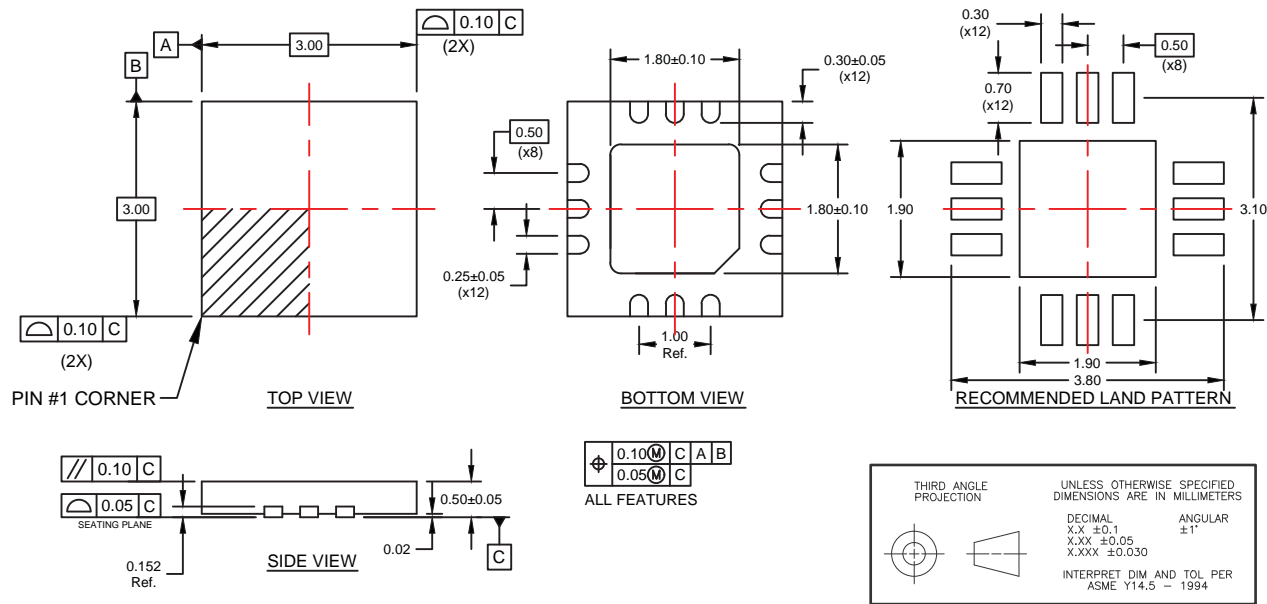 A
3.00
0.10 C
(2X)
B
3.00
0.10 C
(2X)
PIN #1 CORNER
TOP VIEW
1.80±0.10
0.30±0.05
(x12)
0.50
(x8)
1.80±0.10
0.25±0.05
(x12)
1.00
Ref.
BOTTOM VIEW
0.30
(x12)
0.50
(x8)
0.70
(x12)
1.90
3.10
1.90
3.80
RECOMMENDED LAND PATTERN
// 0.10 C
0.05 C
SEATING PLANE
0.50±0.05
0.152
Ref.
0.02
C
SIDE VIEW
0.10 Ⓜ C A B
0.05 Ⓜ C
ALL FEATURES
THIRD ANGLE
PROJECTION
UNLESS OTHERWISE SPECIFIED
DIMENSIONS ARE IN MILLIMETERS
DECIMAL ANGULAR
X.X ±0.1 ±1°
X.XX ±0.05
X.XXX ±0.030
INTERPRET DIM AND TOL PER
ASME Y14.5 – 1994